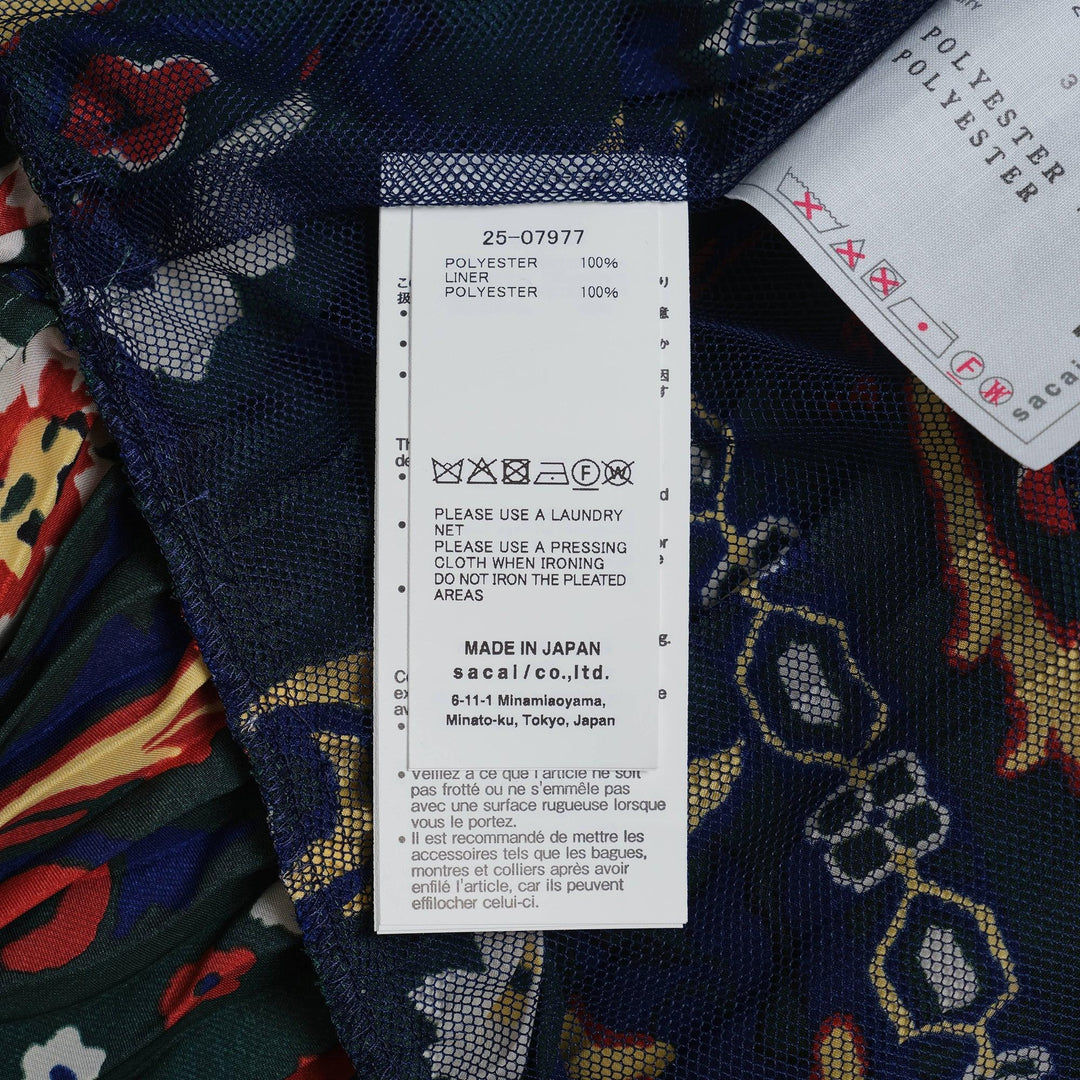 POLYESTER
POLYESTER
3
sacai
25-07977
POLYESTER 100%
LINER
POLYESTER 100%
PLEASE USE A LAUNDRY
NET
PLEASE USE A PRESSING
CLOTH WHEN IRONING
DO NOT IRON THE PLEATED
AREAS
MADE IN JAPAN
sacai/co.,ltd.
6-11-1 Minamiaoyama,
Minato-ku, Tokyo, Japan
• Veillez à ce que l'article ne soit
pas frotté ou ne s'emmêle pas
avec une surface rugueuse lorsque
vous le portez.
• Il est recommandé de mettre les
accessoires tels que les bagues,
montres et colliers après avoir
enfilé l'article, car ils peuvent
effilocher celui-ci.